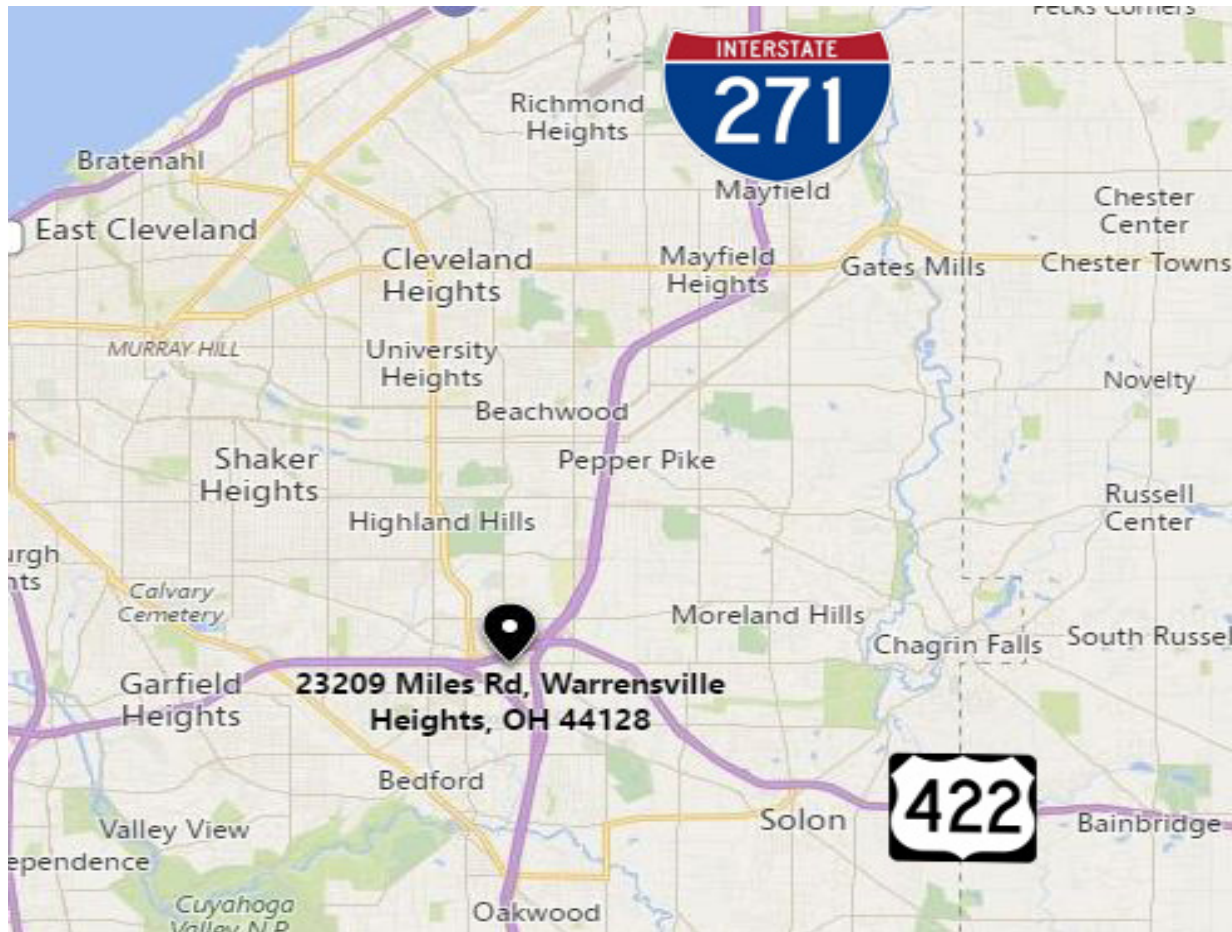 Pecks Corners
INTERSTATE
271
Richmond
Heights
Bratenahl
Mayfield
Chester
Center
East Cleveland
Cleveland
Heights
Mayfield
Heights
Gates Mills
Chester Towns
MURRAY HILL
University
Heights
Novelty
Beachwood
Shaker
Heights
Pepper Pike
Russell
Center
Highland Hills
urgh
nts
Calvary
Cemetery
Moreland Hills
Chagrin Falls
South Russel
Garfield
Heights
23209 Miles Rd, Warrensville
Heights, OH 44128
Bedford
422
Valley View
Solon
Bainbridge
ependence
Cuyahoga
Valley N.P.
Oakwood